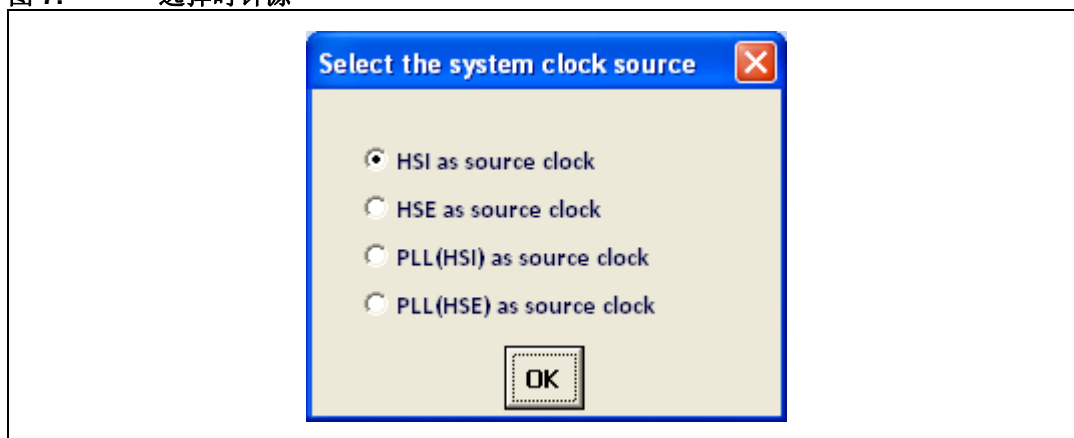 Select the system clock source
HSI as source clock
HSE as source clock
PLL(HSI) as source clock
PLL(HSE) as source clock
OK